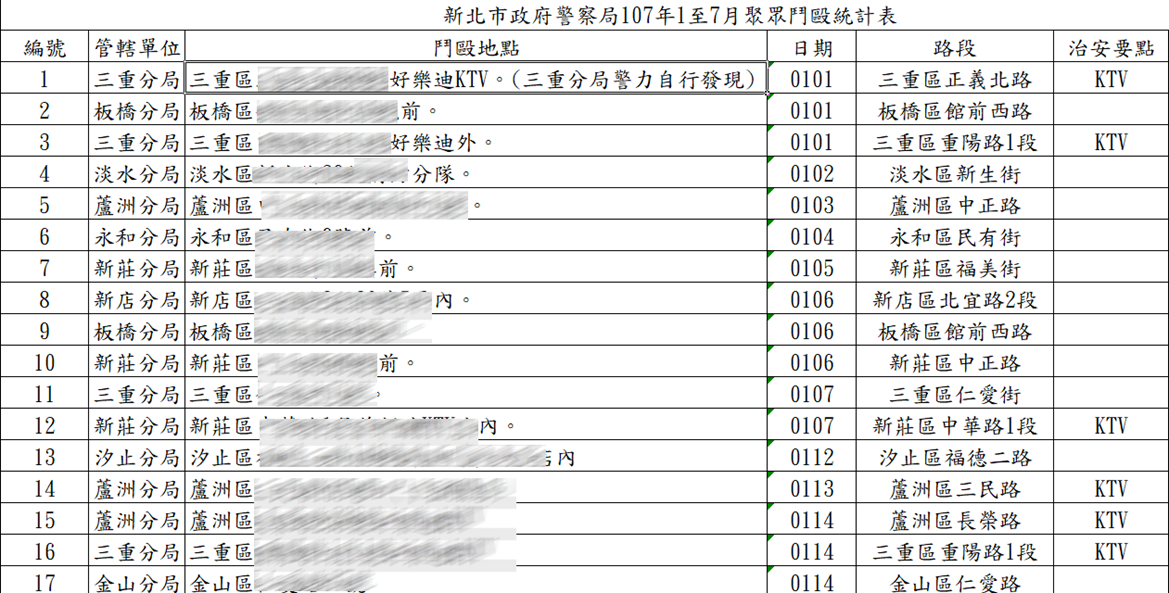 新北市政府警察局107年1至7月聚眾鬥毆統計表
編號 管轄單位 鬥毆地點 日期 路段 治安要點
1 三重分局 三重區 好樂迪KTV。(三重分局警力自行發現) 0101 三重區正義北路 KTV
2 板橋分局 板橋區 前。 0101 板橋區館前西路
3 三重分局 三重區 好樂迪外。 0101 三重區重陽路1段 KTV
4 淡水分局 淡水區 分隊。 0102 淡水區新生街
5 蘆洲分局 蘆洲區 。 0103 蘆洲區中正路
6 永和分局 永和區 。 0104 永和區民有街
7 新莊分局 新莊區 前。 0105 新莊區福美街
8 新店分局 新店區 內。 0106 新店區北宜路2段
9 板橋分局 板橋區 0106 板橋區館前西路
10 新莊分局 新莊區 前。 0106 新莊區中正路
11 三重分局 三重區 。 0107 三重區仁愛街
12 新莊分局 新莊區 內。 0107 新莊區中華路1段 KTV
13 汐止分局 汐止區 內 0112 汐止區福德二路
14 蘆洲分局 蘆洲區 0113 蘆洲區三民路 KTV
15 蘆洲分局 蘆洲區 0114 蘆洲區長榮路 KTV
16 三重分局 三重區 0114 三重區重陽路1段 KTV
17 金山分局 金山區 0114 金山區仁愛路